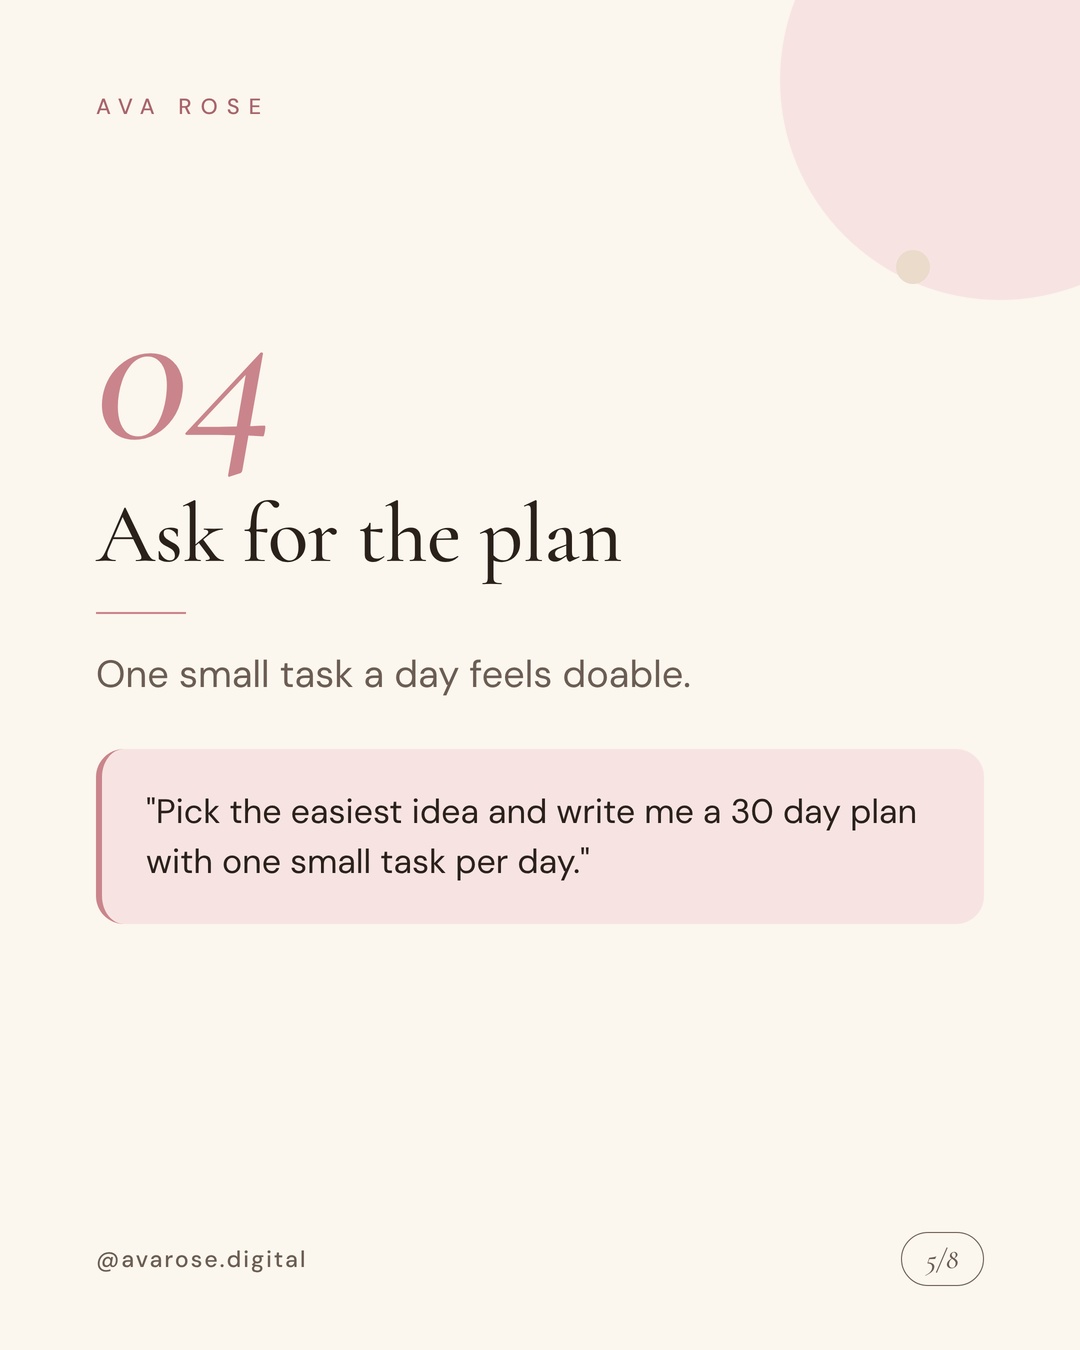 AVA ROSE
04
Ask for the plan
One small task a day feels doable.
"Pick the easiest idea and write me a 30 day plan
with one small task per day."
@avarose.digital
5/8